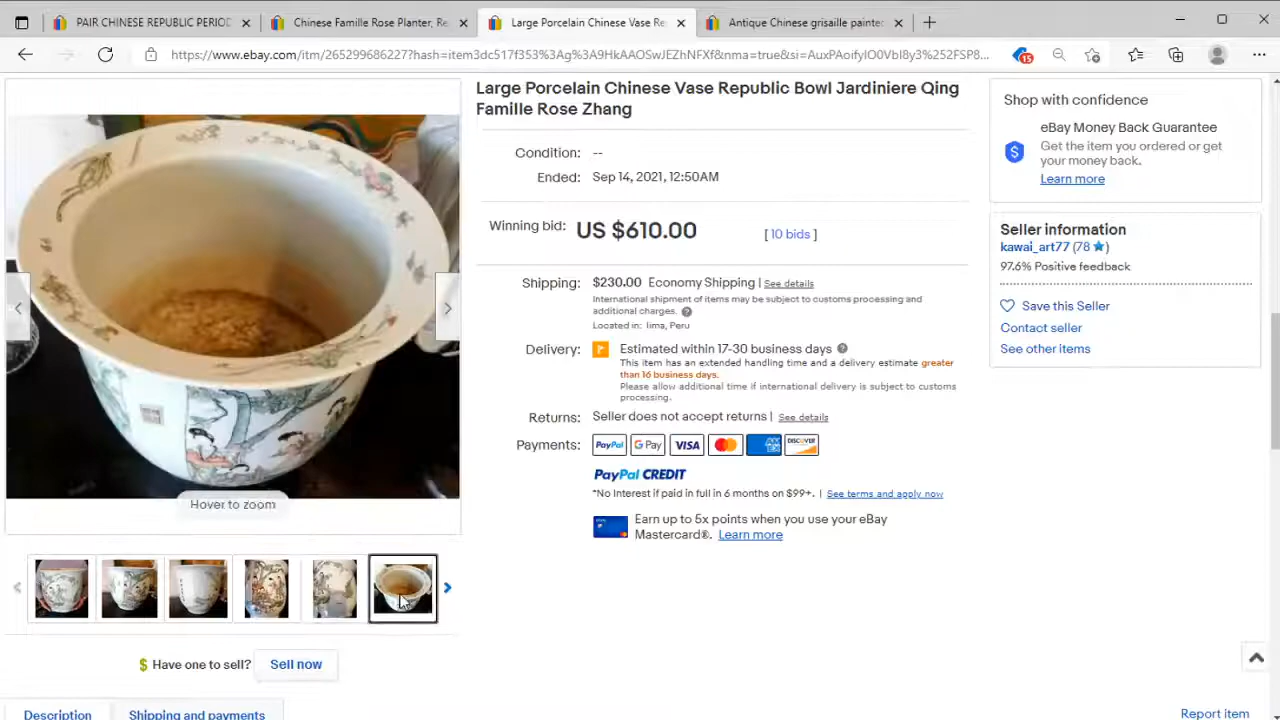 PAIR CHINESE REPUBLIC PERIOD
Chinese Famille Rose Planter, Re
Large Porcelain Chinese Vase Re
Antique Chinese grisaille painte
https://www.ebay.com/itm/265299686227?hash=item3dc517f353%3Ag%3A9HkAAOSwJEZhNFXf&nma=true&si=AuxPAoifyIO0Vbl8y3%252FSP8...
15
Large Porcelain Chinese Vase Republic Bowl Jardiniere Qing
Famille Rose Zhang
Condition: --
Ended: Sep 14, 2021, 12:50AM
Winning bid: US $610.00 [ 10 bids ]
Shipping: $230.00 Economy Shipping | See details
International shipment of items may be subject to customs processing and
additional charges.
Located in: lima, Peru
Delivery: Estimated within 17-30 business days
This item has an extended handling time and a delivery estimate greater
than 16 business days.
Please allow additional time if international delivery is subject to customs
processing.
Returns: Seller does not accept returns | See details
Payments: PayPal G Pay VISA DISCOVER
PayPal CREDIT
*No Interest if paid in full in 6 months on $99+. | See terms and apply now
Earn up to 5x points when you use your eBay
Mastercard®. Learn more
Shop with confidence
eBay Money Back Guarantee
Get the item you ordered or get
your money back.
Learn more
Seller information
kawai_art77 (78)
97.6% Positive feedback
Save this Seller
Contact seller
See other items
Hover to zoom
Have one to sell? Sell now
Description
Shipping and payments
Report item